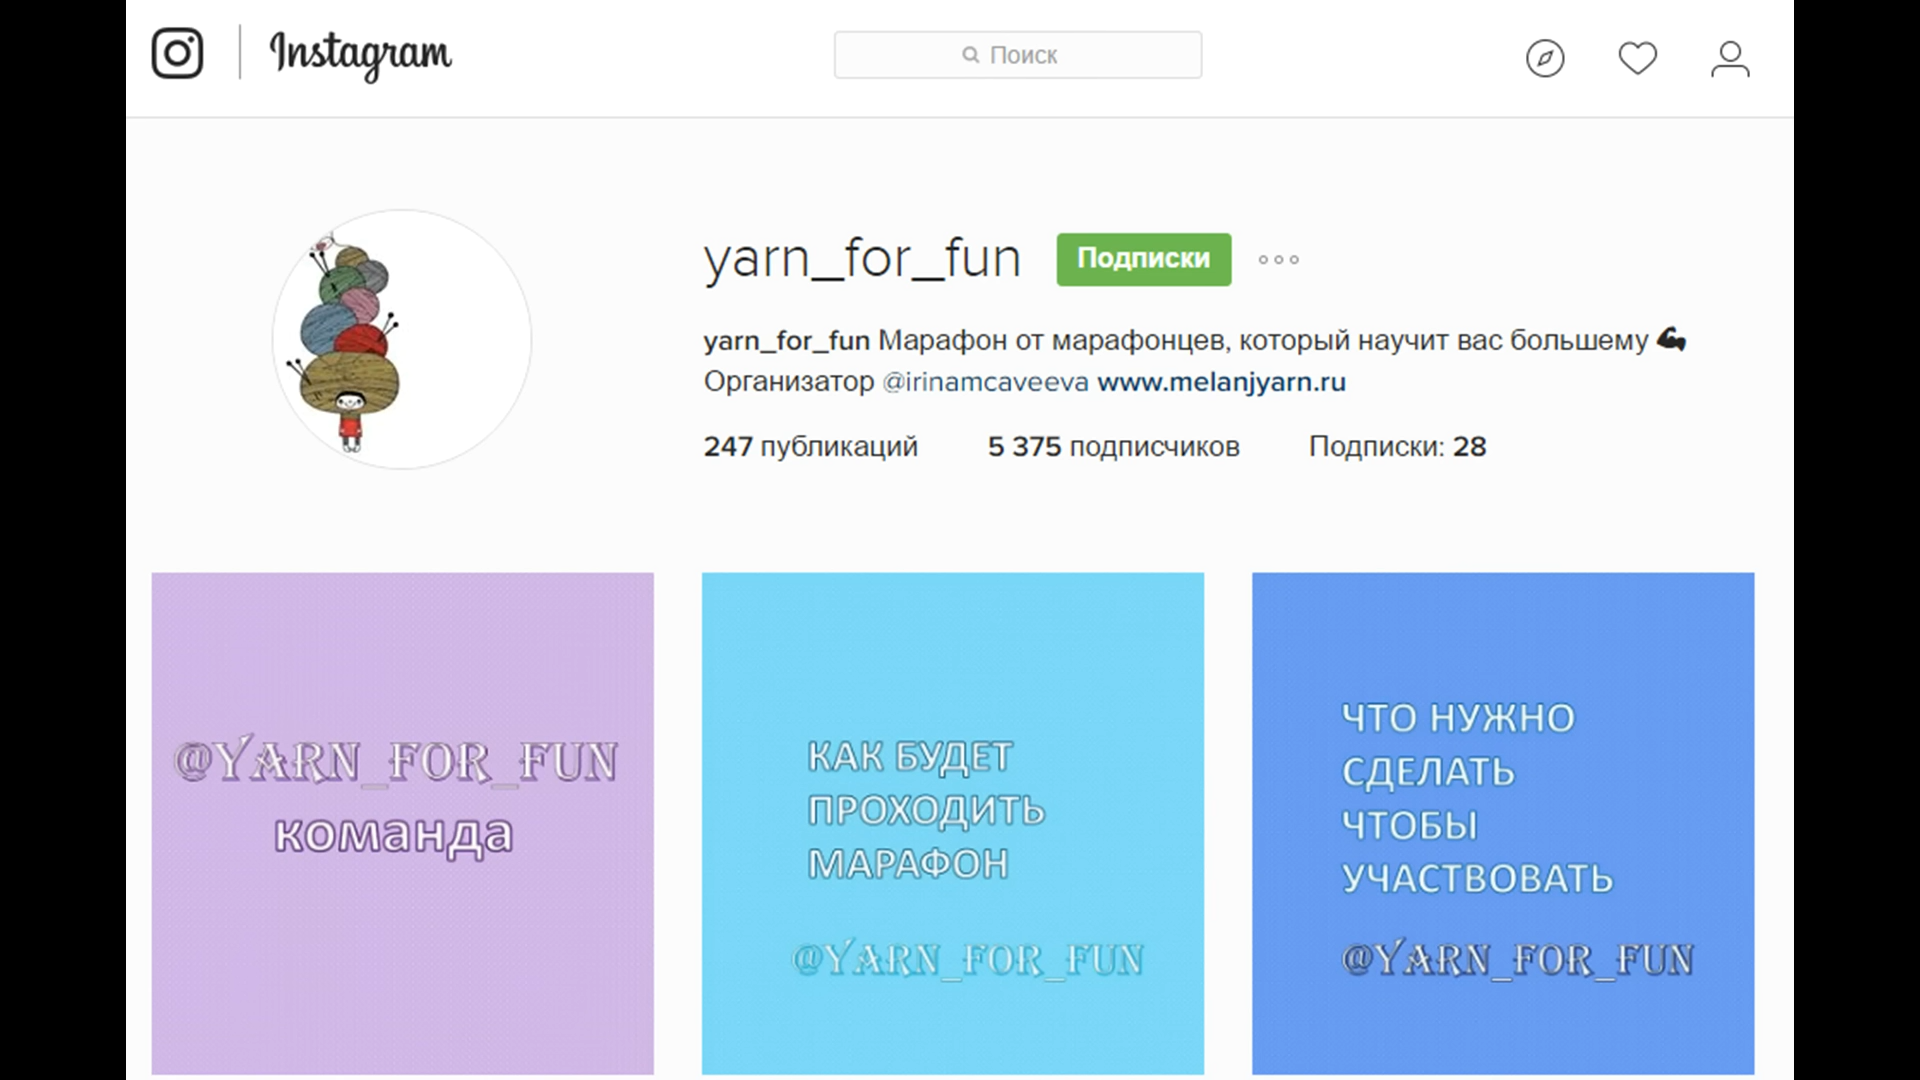 Instagram
Поиск
yarn_for_fun
Подписки
yarn_for_fun Марафон от марафонцев, который научит вас большему
Организатор @irinamcaveeva www.melanjyarn.ru
247 публикаций
5 375 подписчиков
Подписки: 28
@YARN_FOR_FUN
команда
КАК БУДЕТ
ПРОХОДИТЬ
МАРАФОН
@YARN_FOR_FUN
ЧТО НУЖНО
СДЕЛАТЬ
ЧТОБЫ
УЧАСТВОВАТЬ
@YARN_FOR_FUN